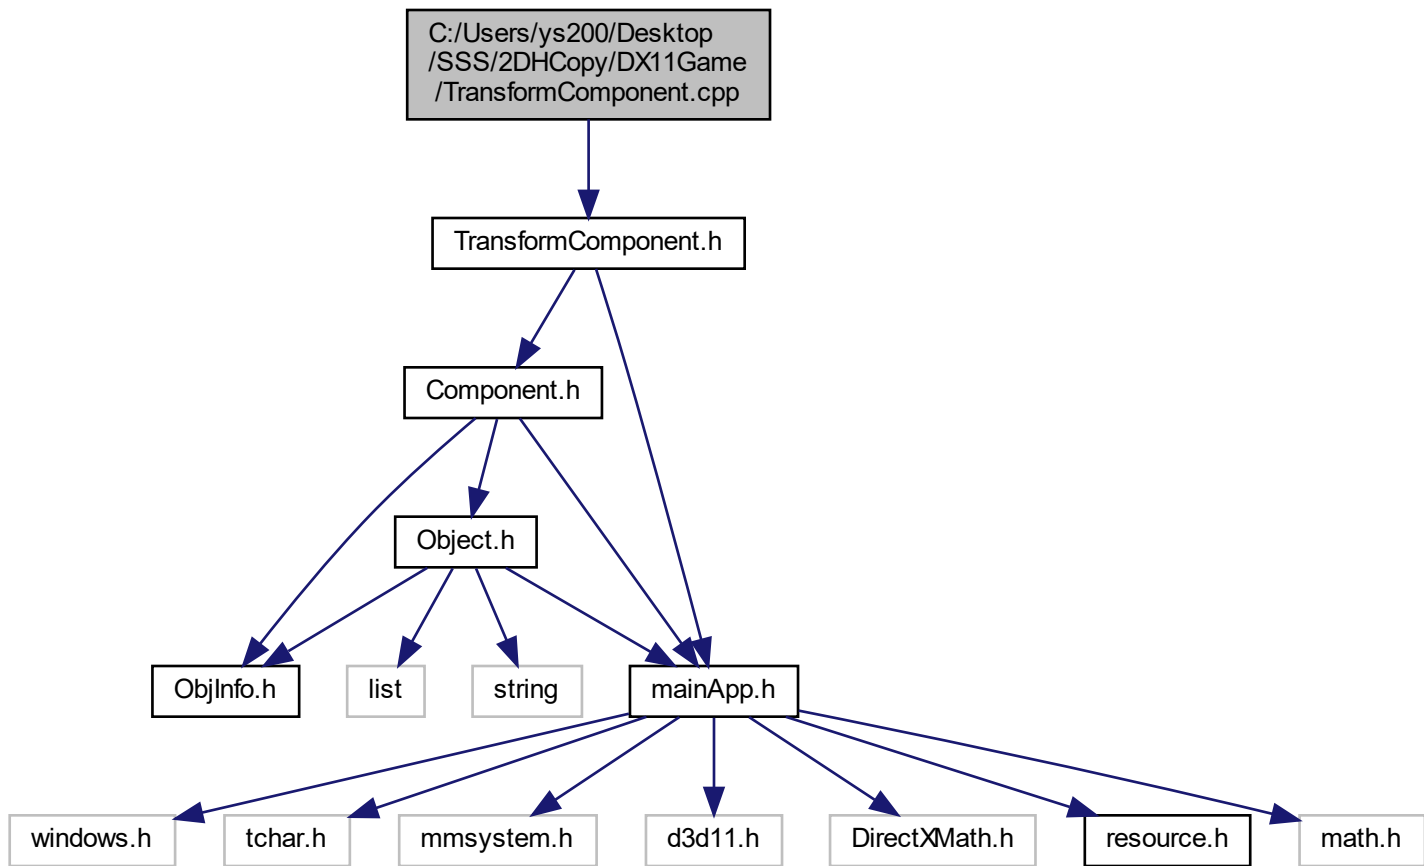 C:/Users/ys200/Desktop
/SSS/2DHCopy/DX11Game
/TransformComponent.cpp
TransformComponent.h
Component.h
Object.h
ObjInfo.h
list
string
mainApp.h
windows.h
tchar.h
mmsystem.h
d3d11.h
DirectXMath.h
resource.h
math.h